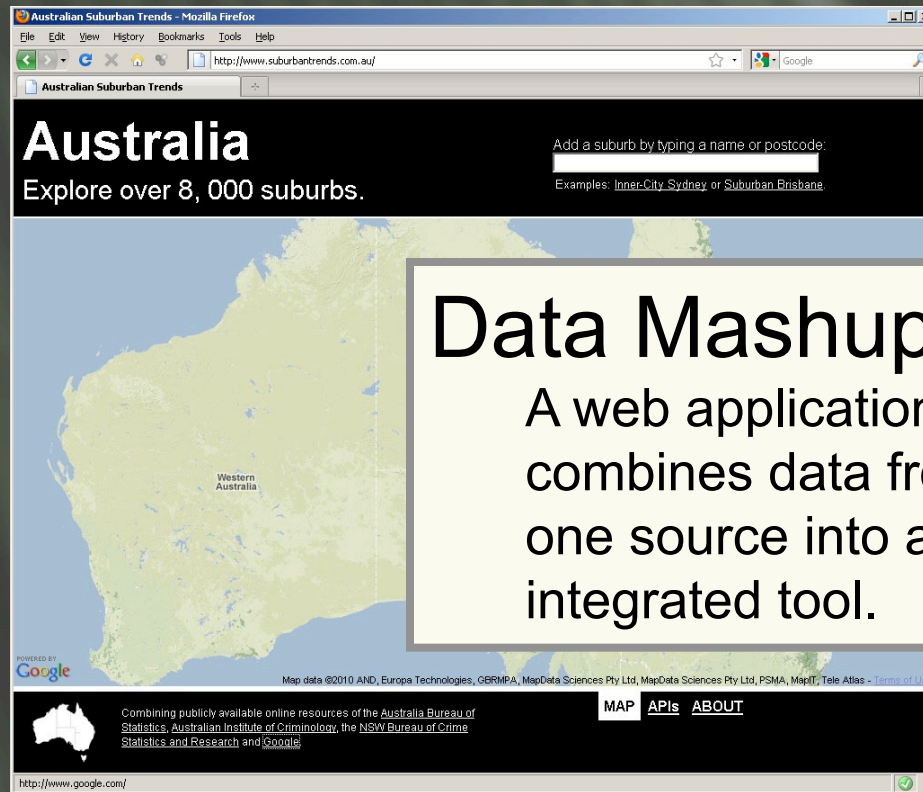 Australian Suburban Trends - Mozilla Firefox
File Edit View History Bookmarks Tools Help
http://www.suburbantrends.com.au/
Google
Australian Suburban Trends
Australia
Explore over 8, 000 suburbs.
Add a suburb by typing a name or postcode:
Examples: Inner-City Sydney or Suburban Brisbane.
Data Mashup
A web application
combines data
one source into a
integrated tool.
Western
Australia
POWERED BY
Google
Map data ©2010 AND, Europa Technologies, GBRMPA, MapData Sciences Pty Ltd, MapData Sciences Pty Ltd, PSMA, MapIT, Tele Atlas - Terms of
MAP APIs ABOUT
Combining publicly available online resources of the Australia Bureau of
Statistics, Australian Institute of Criminology, the NSW Bureau of Crime
Statistics and Research and Google.
http://www.google.com/